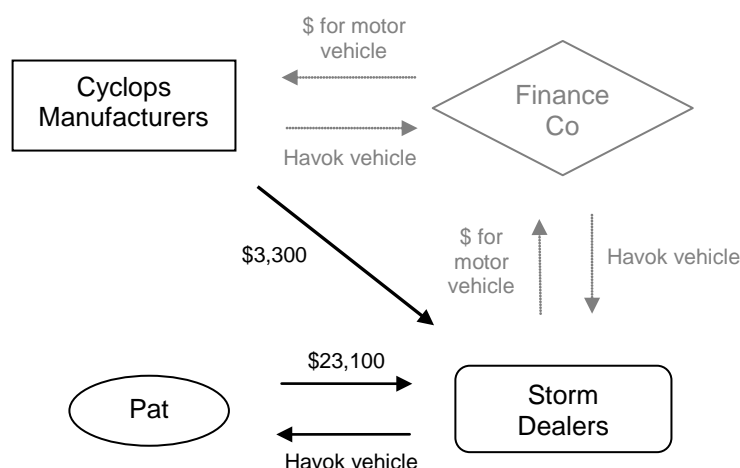 $ for motor
vehicle
Cyclops
Manufacturers
Finance
Co
Havok vehicle
$3,300
$ for
motor
vehicle
Havok vehicle
$23,100
Pat
Storm
Dealers
Havok vehicle